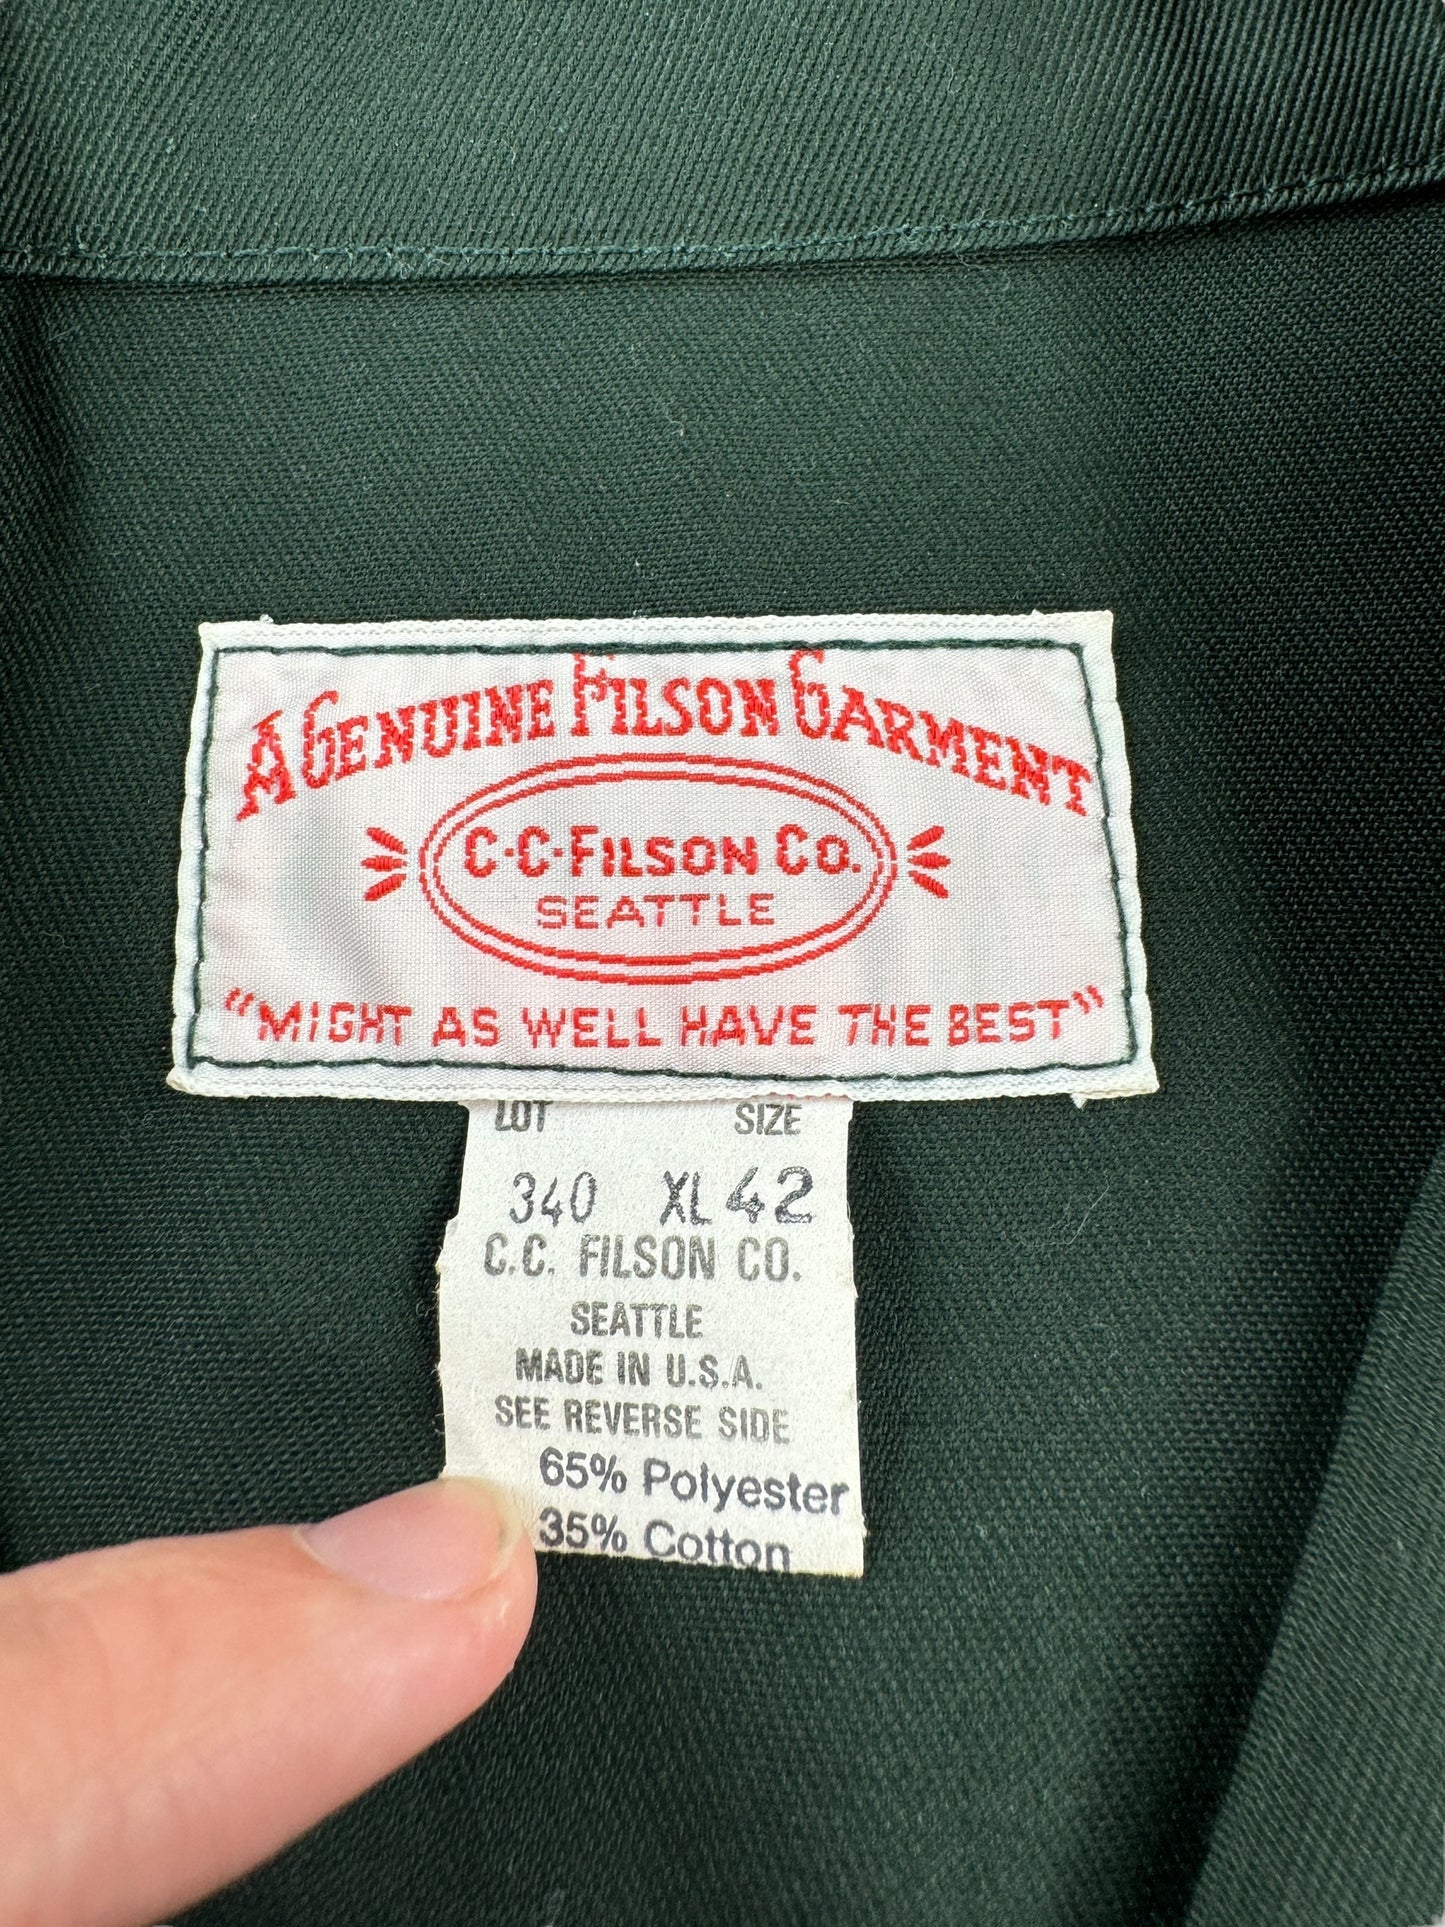 A GENUINE FILSON GARMENT
C·C·FILSON CO.
SEATTLE
"MIGHT AS WELL HAVE THE BEST"
LOT SIZE
340 XL 42
C.C. FILSON CO.
SEATTLE
MADE IN U.S.A.
SEE REVERSE SIDE
65% Polyester
35% Cotton